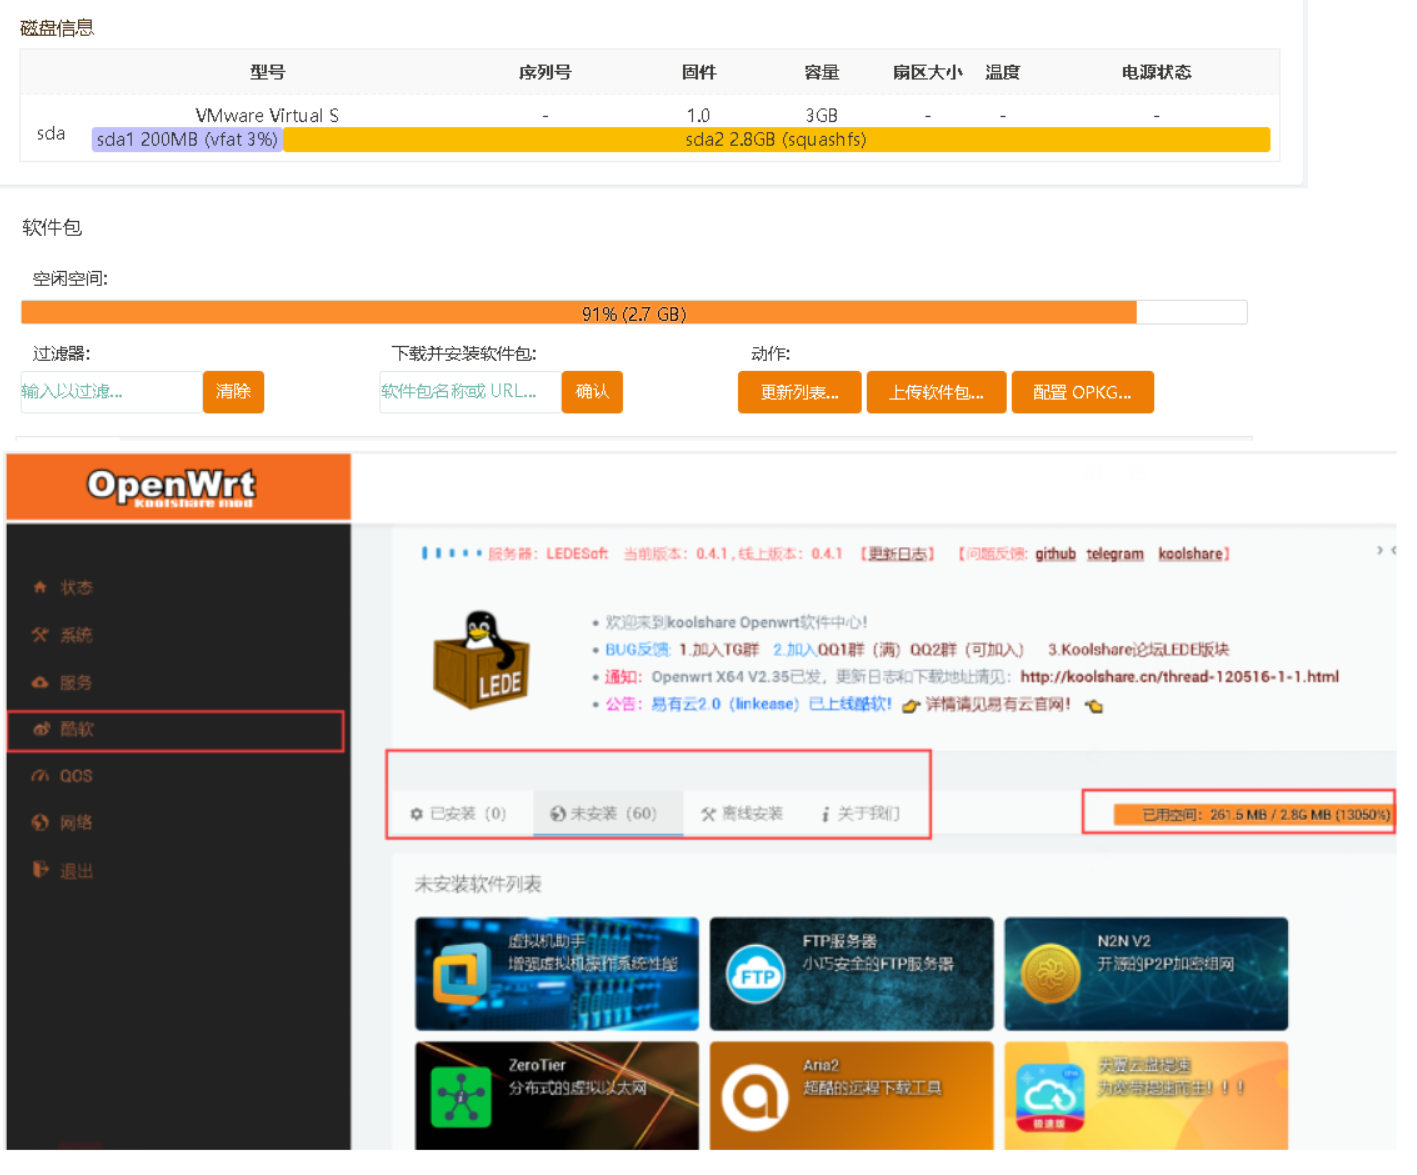 磁盘信息
型号 序列号 固件 容量 扇区大小 温度 电源状态
sda VMware Virtual S - 1.0 3GB - - -
sda1 200MB (vfat 3%) sda2 2.8GB (squashfs)
软件包
空闲空间:
91% (2.7 GB)
过滤器: 下载并安装软件包: 动作:
输入以过滤... 清除 软件包名称或 URL... 确认 更新列表... 上传软件包... 配置 OPKG...
OpenWrt
koolshare mod
服务器: LEDESoft 当前版本: 0.4.1,线上版本: 0.4.1 【更新日志】 【问题反馈: github telegram koolshare】
状态
系统
服务
酷软
QOS
网络
退出
LEDE
• 欢迎来到koolshare Openwrt软件中心!
• BUG反馈: 1.加入TG群 2.加入QQ1群 (满) QQ2群 (可加入) 3.Koolshare论坛LEDE版块
• 通知: Openwrt X64 V2.35已发, 更新日志和下载地址请见: http://koolshare.cn/thread-120516-1-1.html
• 公告: 易有云2.0 (linkease) 已上线酷软! 👉 详情请见易有云官网! 👈
已安装 (0) 未安装 (60) 离线安装 关于我们
已用空间: 261.5 MB / 2.8G MB (13050%)
未安装软件列表
虚拟机助手
增强虚拟机操作系统性能
FTP
FTP服务器
小巧安全的FTP服务器
N2N V2
开源的P2P加密组网
ZeroTier
分布式的虚拟以太网
Aria2
超酷的远程下载工具
天翼云盘提速
为宽带提速而生!!!
极速版